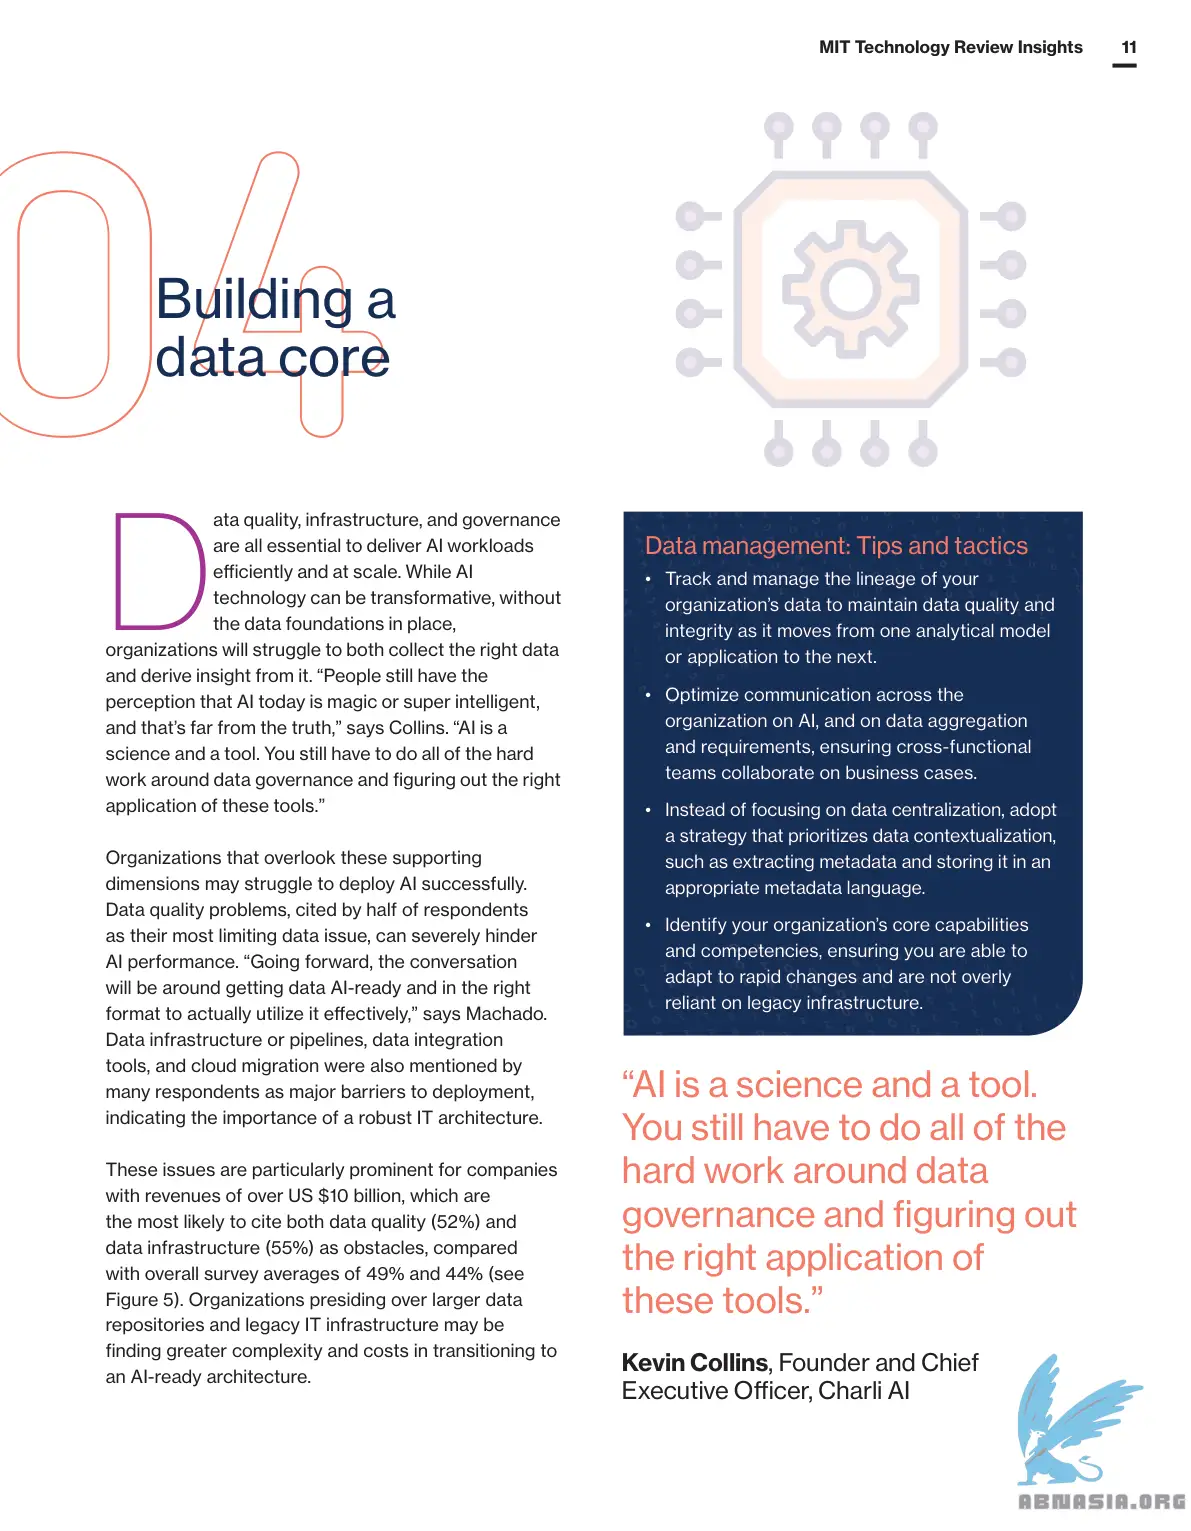 MIT Technology Review Insights 11
04
Building a
data core
Data quality, infrastructure, and governance
are all essential to deliver AI workloads
efficiently and at scale. While AI
technology can be transformative, without
the data foundations in place,
organizations will struggle to both collect the right data
and derive insight from it. “People still have the
perception that AI today is magic or super intelligent,
and that’s far from the truth,” says Collins. “AI is a
science and a tool. You still have to do all of the hard
work around data governance and figuring out the right
application of these tools.”
Organizations that overlook these supporting
dimensions may struggle to deploy AI successfully.
Data quality problems, cited by half of respondents
as their most limiting data issue, can severely hinder
AI performance. “Going forward, the conversation
will be around getting data AI-ready and in the right
format to actually utilize it effectively,” says Machado.
Data infrastructure or pipelines, data integration
tools, and cloud migration were also mentioned by
many respondents as major barriers to deployment,
indicating the importance of a robust IT architecture.
These issues are particularly prominent for companies
with revenues of over US $10 billion, which are
the most likely to cite both data quality (52%) and
data infrastructure (55%) as obstacles, compared
with overall survey averages of 49% and 44% (see
Figure 5). Organizations presiding over larger data
repositories and legacy IT infrastructure may be
finding greater complexity and costs in transitioning to
an AI-ready architecture.
Data management: Tips and tactics
• Track and manage the lineage of your
organization’s data to maintain data quality and
integrity as it moves from one analytical model
or application to the next.
• Optimize communication across the
organization on AI, and on data aggregation
and requirements, ensuring cross-functional
teams collaborate on business cases.
• Instead of focusing on data centralization, adopt
a strategy that prioritizes data contextualization,
such as extracting metadata and storing it in an
appropriate metadata language.
• Identify your organization’s core capabilities
and competencies, ensuring you are able to
adapt to rapid changes and are not overly
reliant on legacy infrastructure.
“AI is a science and a tool.
You still have to do all of the
hard work around data
governance and figuring out
the right application of
these tools.”
Kevin Collins, Founder and Chief
Executive Officer, Charli AI
ABNASIA.ORG